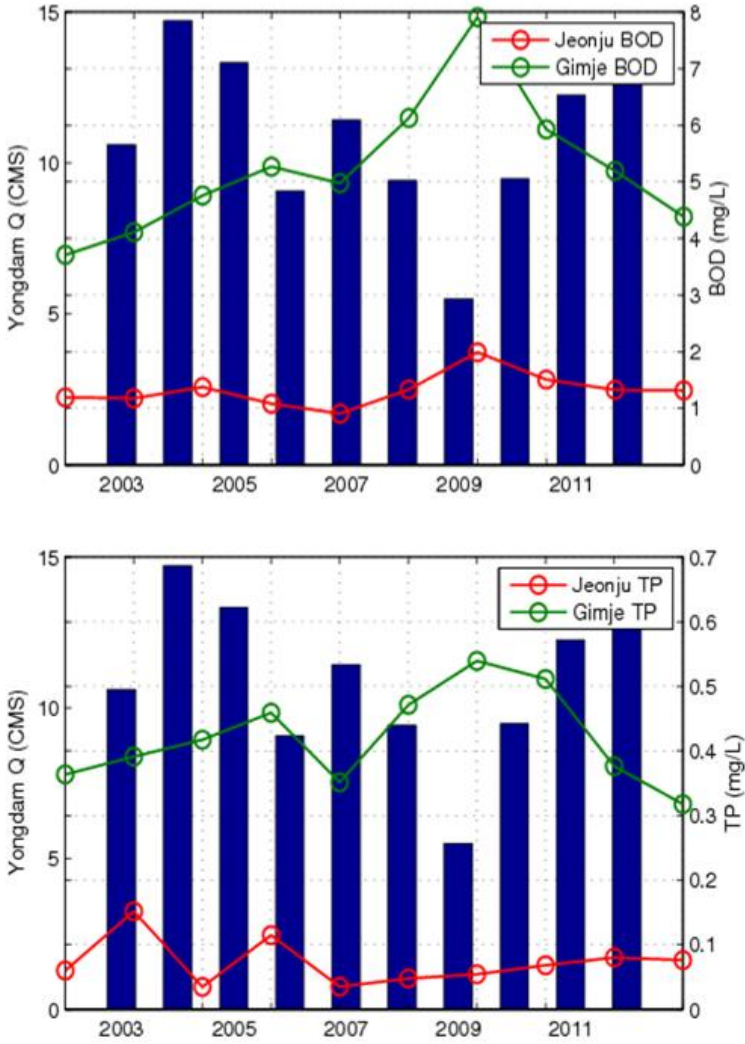 15
10
5
0
Yongdam Q (CMS)
Jeonju BOD
Gimje BOD
8
7
6
5
4
3
2
1
0
BOD (mg/L)
2003 2005 2007 2009 2011
15
10
5
0
Yongdam Q (CMS)
Jeonju TP
Gimje TP
0.7
0.6
0.5
0.4
0.3
0.2
0.1
0
TP (mg/L)
2003 2005 2007 2009 2011